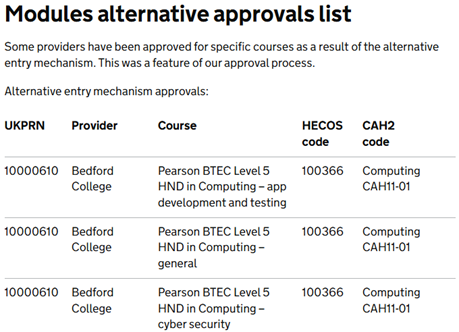 Modules alternative approvals list
Some providers have been approved for specific courses as a result of the alternative
entry mechanism. This was a feature of our approval process.
Alternative entry mechanism approvals:
UKPRN Provider Course HECOS code CAH2 code
10000610 Bedford College Pearson BTEC Level 5 HND in Computing – app development and testing 100366 Computing CAH11-01
10000610 Bedford College Pearson BTEC Level 5 HND in Computing – general 100366 Computing CAH11-01
10000610 Bedford College Pearson BTEC Level 5 HND in Computing – cyber security 100366 Computing CAH11-01